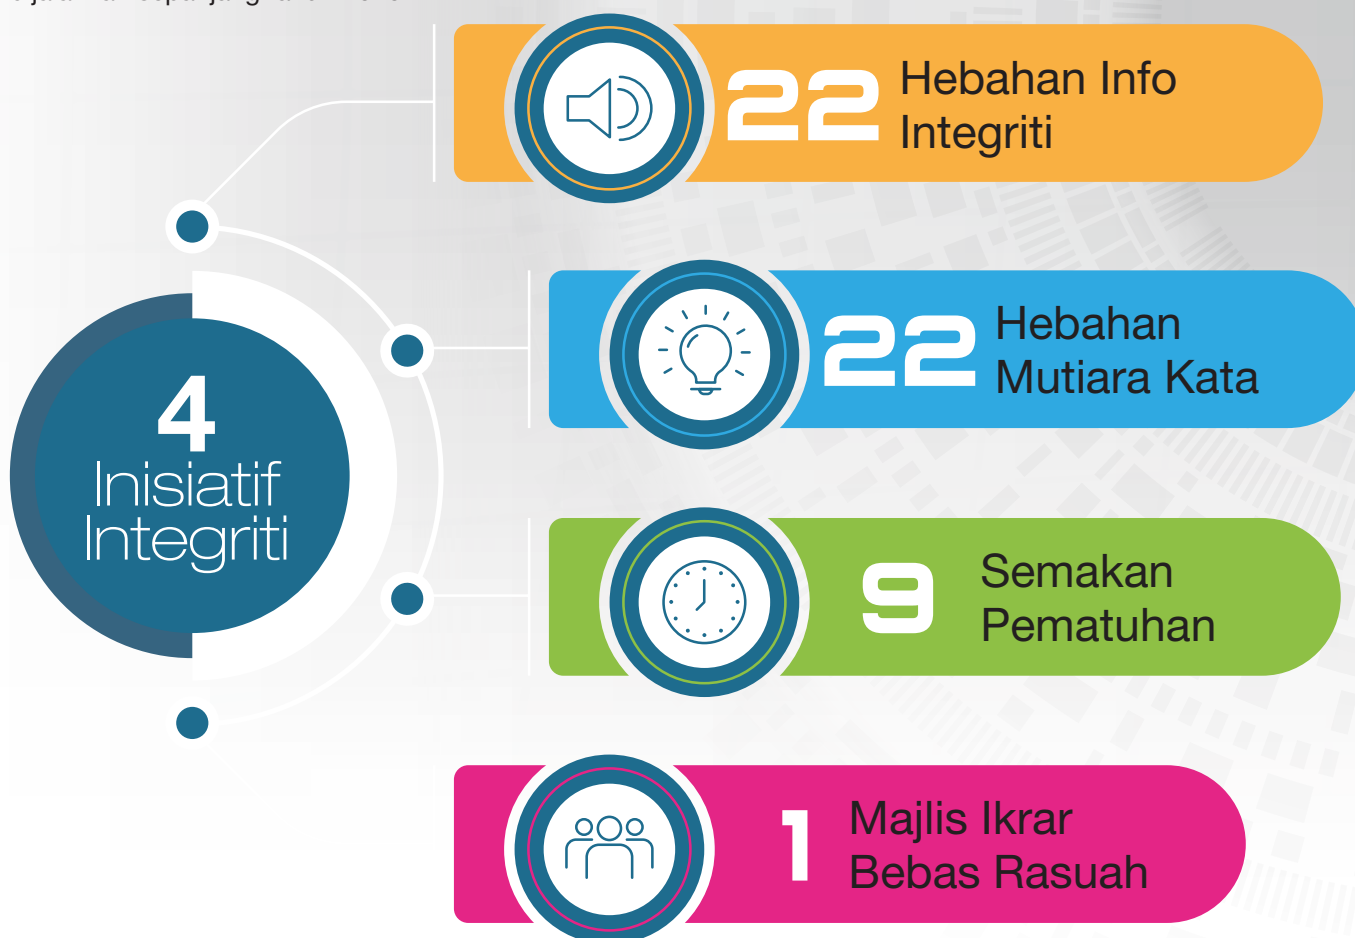 22
Hebahan Info
Integriti
22
Hebahan
Mutiara Kata
4
Inisiatif
Integriti
9
Semakan
Pematuhan
1
Majlis Ikrar
Bebas Rasuah